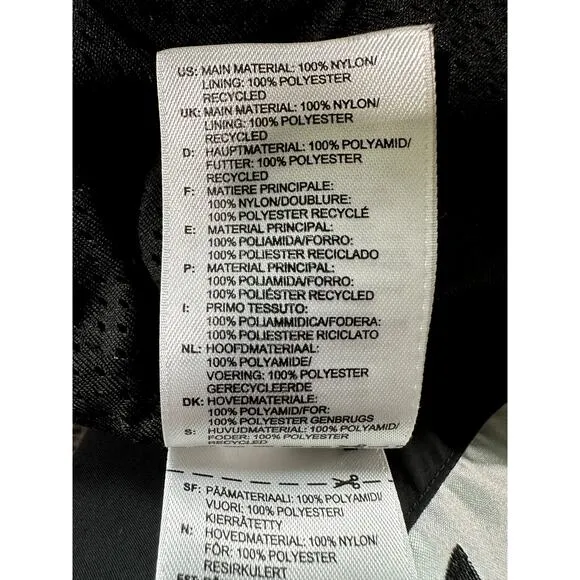 US: MAIN MATERIAL: 100% NYLON/
LINING: 100% POLYESTER
RECYCLED
UK: MAIN MATERIAL: 100% NYLON/
LINING: 100% POLYESTER
RECYCLED
D: HAUPTMATERIAL: 100% POLYAMID/
FUTTER: 100% POLYESTER
RECYCLED
F: MATIERE PRINCIPALE:
100% NYLON/DOUBLURE:
100% POLYESTER RECYCLÉ
E: MATERIAL PRINCIPAL:
100% POLIAMIDA/FORRO:
100% POLIESTER RECICLADO
P: MATERIAL PRINCIPAL:
100% POLIAMIDA/FORRO:
100% POLIÉSTER RECYCLED
I: PRIMO TESSUTO:
100% POLIAMMIDICA/FODERA:
100% POLIESTERE RICICLATO
NL: HOOFDMATERIAAL:
100% POLYAMIDE/
VOERING: 100% POLYESTER
GERECYCLEERDE
DK: HOVEDMATERIALE:
100% POLYAMID/FOR:
100% POLYESTER GENBRUGS
S: HUVUDMATERIAL: 100% POLYAMID/
FODER: 100% POLYESTER
RECYCLED
SF: PÄÄMATERIAALI: 100% POLYAMIDI/
VUORI: 100% POLYESTERI
KIERRÄTETTY
N: HOVEDMATERIAL: 100% NYLON/
FÔR: 100% POLYESTER
RESIRKULERT